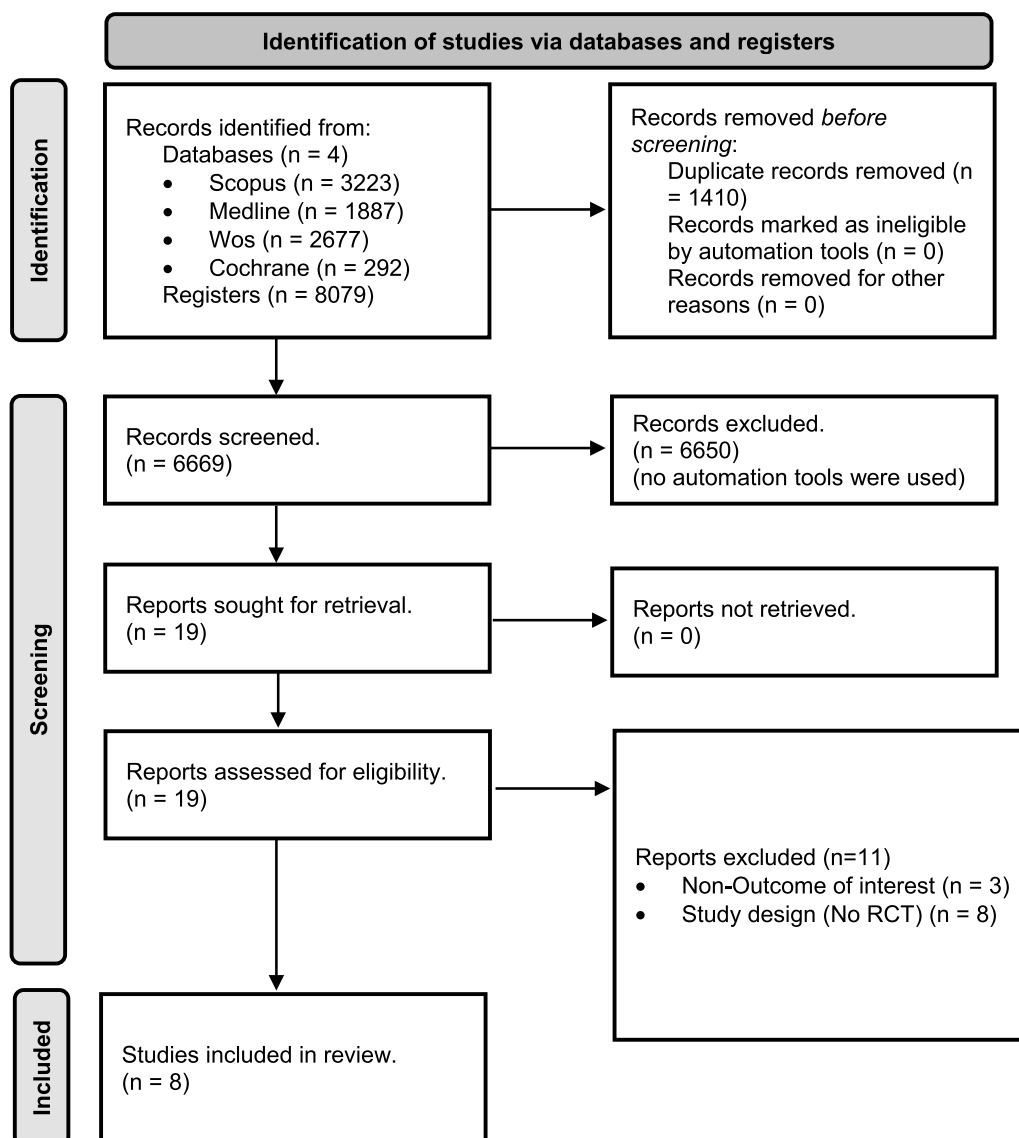 Identification of studies via databases and registers
Identification
Records identified from:
Databases (n = 4)
• Scopus (n = 3223)
• Medline (n = 1887)
• Wos (n = 2677)
• Cochrane (n = 292)
Registers (n = 8079)
Records removed before
screening:
Duplicate records removed (n
= 1410)
Records marked as ineligible
by automation tools (n = 0)
Records removed for other
reasons (n = 0)
Screening
Records screened.
(n = 6669)
Records excluded.
(n = 6650)
(no automation tools were used)
Reports sought for retrieval.
(n = 19)
Reports not retrieved.
(n = 0)
Reports assessed for eligibility.
(n = 19)
Reports excluded (n=11)
• Non-Outcome of interest (n = 3)
• Study design (No RCT) (n = 8)
Included
Studies included in review.
(n = 8)